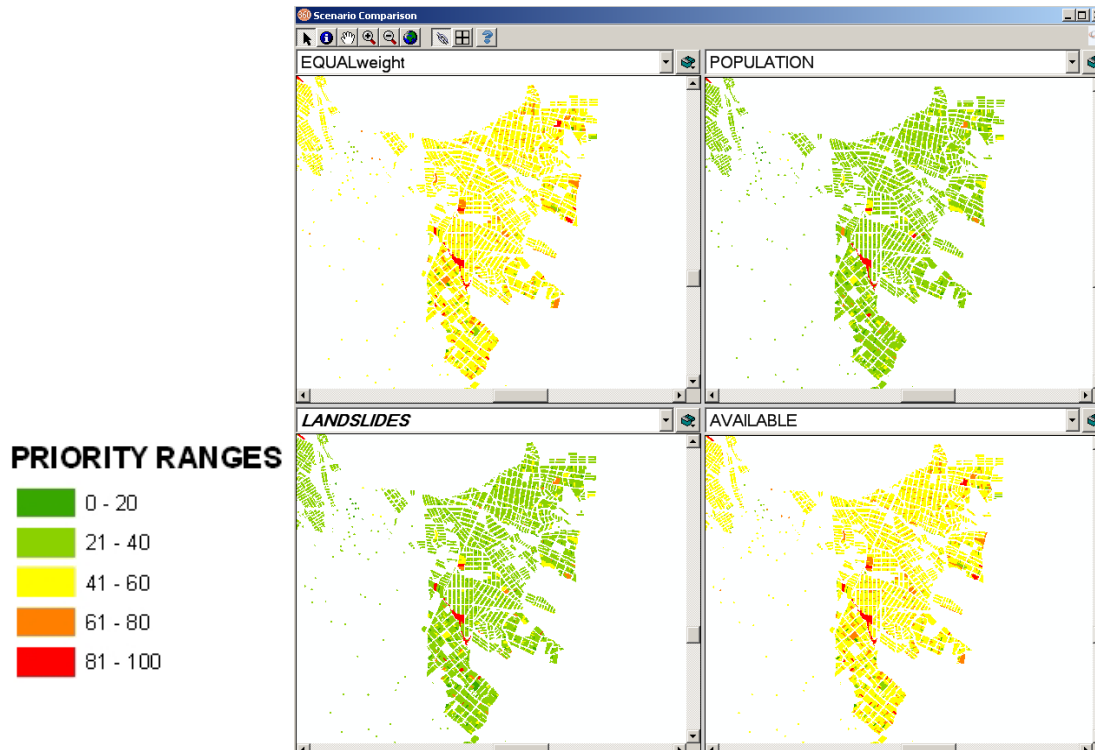 Scenario Comparison
EQUALweight
POPULATION
LANDSLIDES
AVAILABLE
PRIORITY RANGES
0 - 20
21 - 40
41 - 60
61 - 80
81 - 100